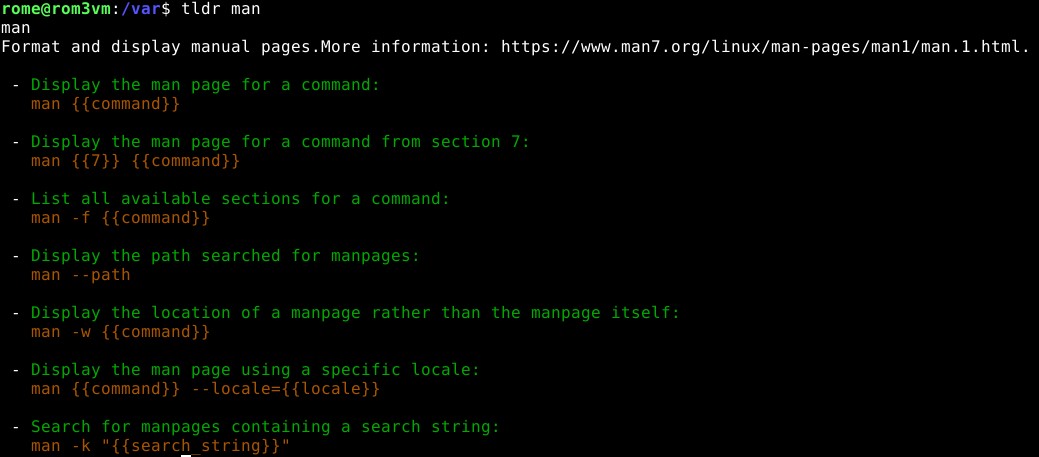 rome@rom3vm:/var$ tldr man
man
Format and display manual pages.More information: https://www.man7.org/linux/man-pages/man1/man.1.html.
- Display the man page for a command:
man {{command}}
- Display the man page for a command from section 7:
man {{7}} {{command}}
- List all available sections for a command:
man -f {{command}}
- Display the path searched for manpages:
man --path
- Display the location of a manpage rather than the manpage itself:
man -w {{command}}
- Display the man page using a specific locale:
man {{command}} --locale={{locale}}
- Search for manpages containing a search string:
man -k "{{search_string}}"